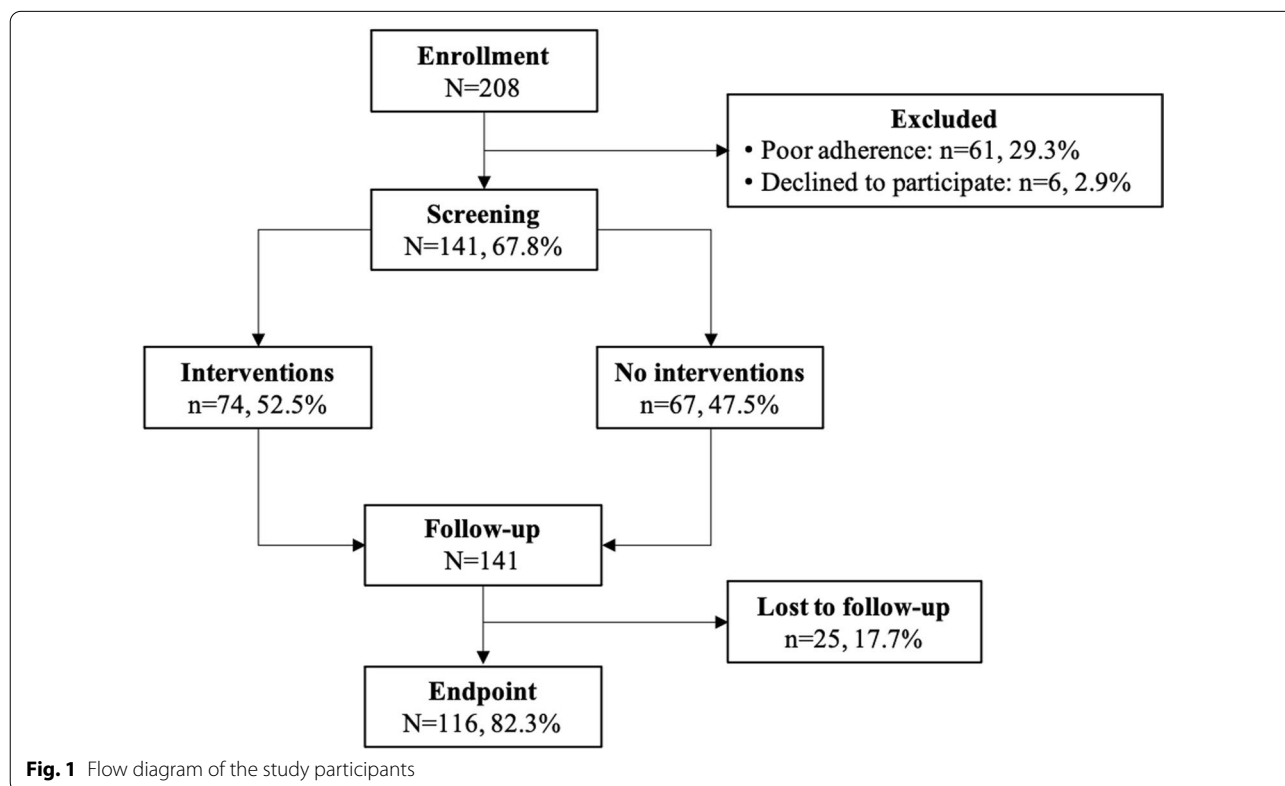 Enrollment
N=208
Excluded
• Poor adherence: n=61, 29.3%
• Declined to participate: n=6, 2.9%
Screening
N=141, 67.8%
Interventions
n=74, 52.5%
No interventions
n=67, 47.5%
Follow-up
N=141
Lost to follow-up
n=25, 17.7%
Endpoint
N=116, 82.3%
Fig. 1 Flow diagram of the study participants